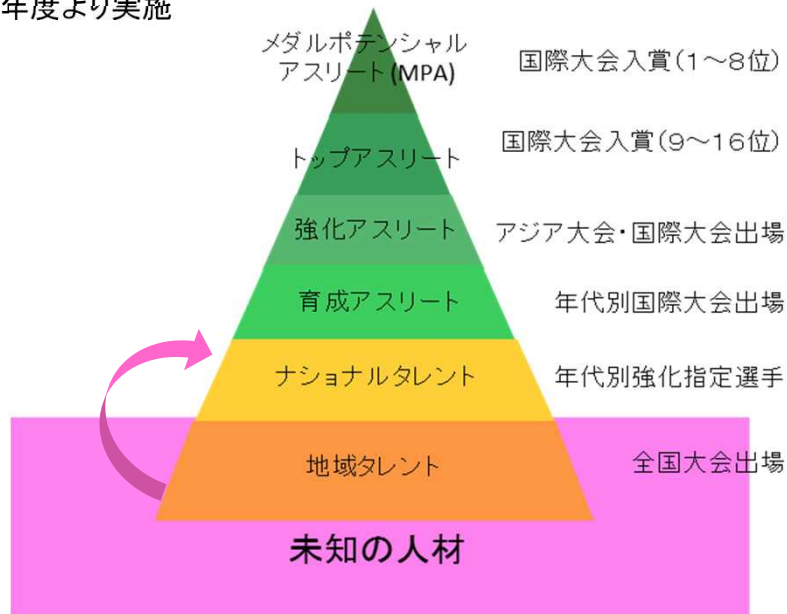 年度より実施
メダルポテンシャル
アスリート(MPA)
国際大会入賞(1～8位)
トップアスリート
国際大会入賞(9～16位)
強化アスリート
アジア大会・国際大会出場
育成アスリート
年代別国際大会出場
ナショナルタレント
年代別強化指定選手
地域タレント
全国大会出場
未知の人材